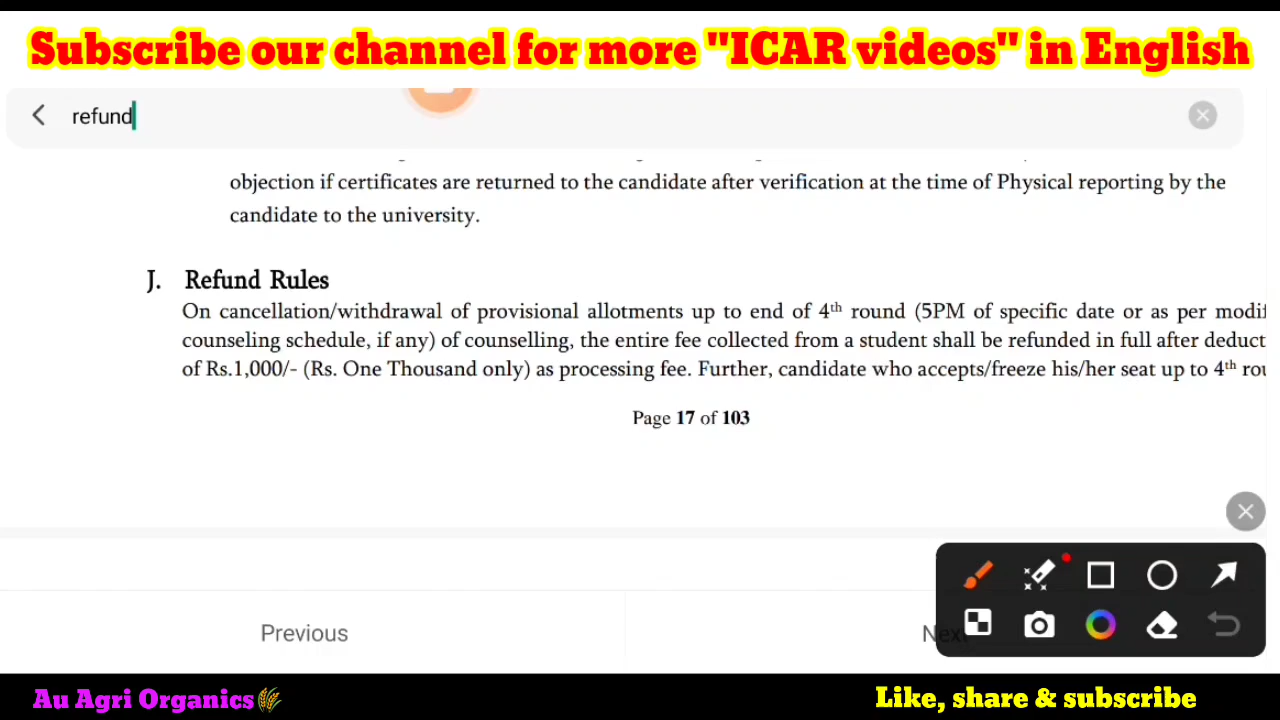 Subscribe our channel for more "ICAR videos" in English
refund
objection if certificates are returned to the candidate after verification at the time of Physical reporting by the
candidate to the university.
J. Refund Rules
On cancellation/withdrawal of provisional allotments up to end of 4th round (5PM of specific date or as per
counseling schedule, if any) of counselling, the entire fee collected from a student shall be refunded in full after
of Rs.1,000/- (Rs. One Thousand only) as processing fee. Further, candidate who accepts/freeze his/her seat up to 4th
Page 17 of 103
Previous
Au Agri Organics
Like, share & subscribe